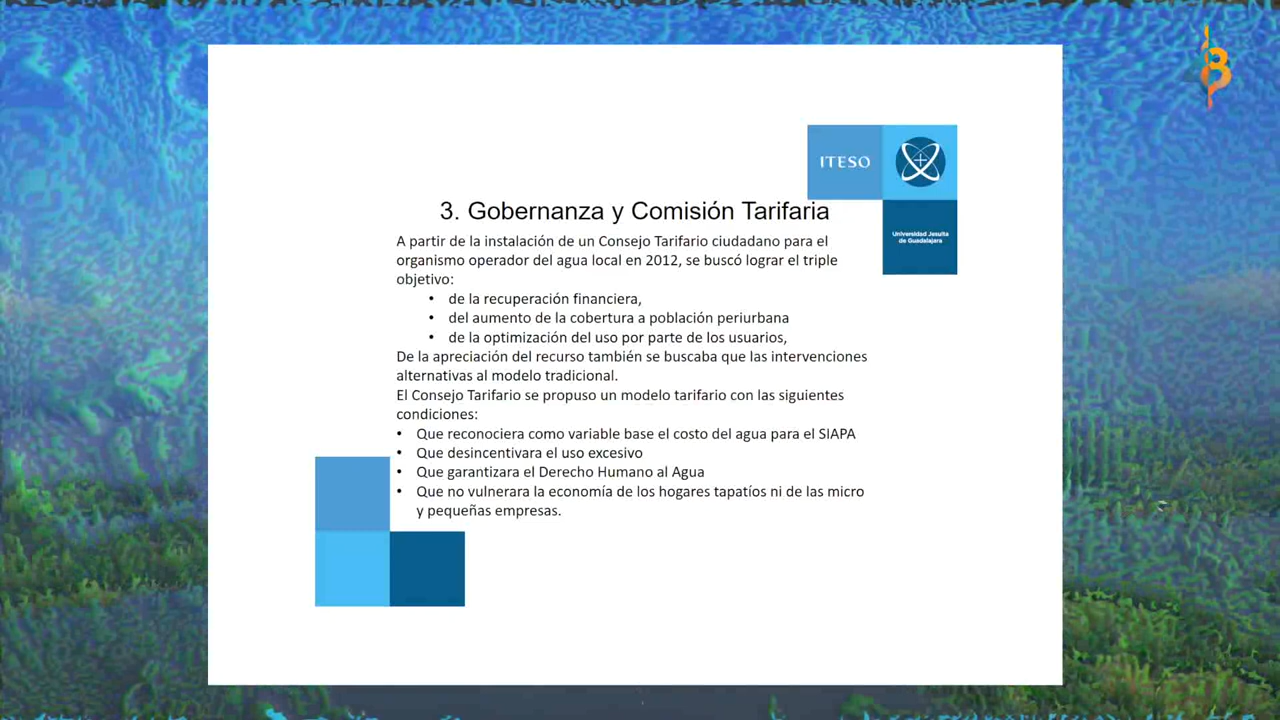 ITESO
Universidad Jesuita
de Guadalajara
3. Gobernanza y Comisión Tarifaria
A partir de la instalación de un Consejo Tarifario ciudadano para el
organismo operador del agua local en 2012, se buscó lograr el triple
objetivo:
• de la recuperación financiera,
• del aumento de la cobertura a población periurbana
• de la optimización del uso por parte de los usuarios,
De la apreciación del recurso también se buscaba que las intervenciones
alternativas al modelo tradicional.
El Consejo Tarifario se propuso un modelo tarifario con las siguientes
condiciones:
• Que reconociera como variable base el costo del agua para el SIAPA
• Que desincentivara el uso excesivo
• Que garantizara el Derecho Humano al Agua
• Que no vulnerara la economía de los hogares tapatíos ni de las micro
y pequeñas empresas.